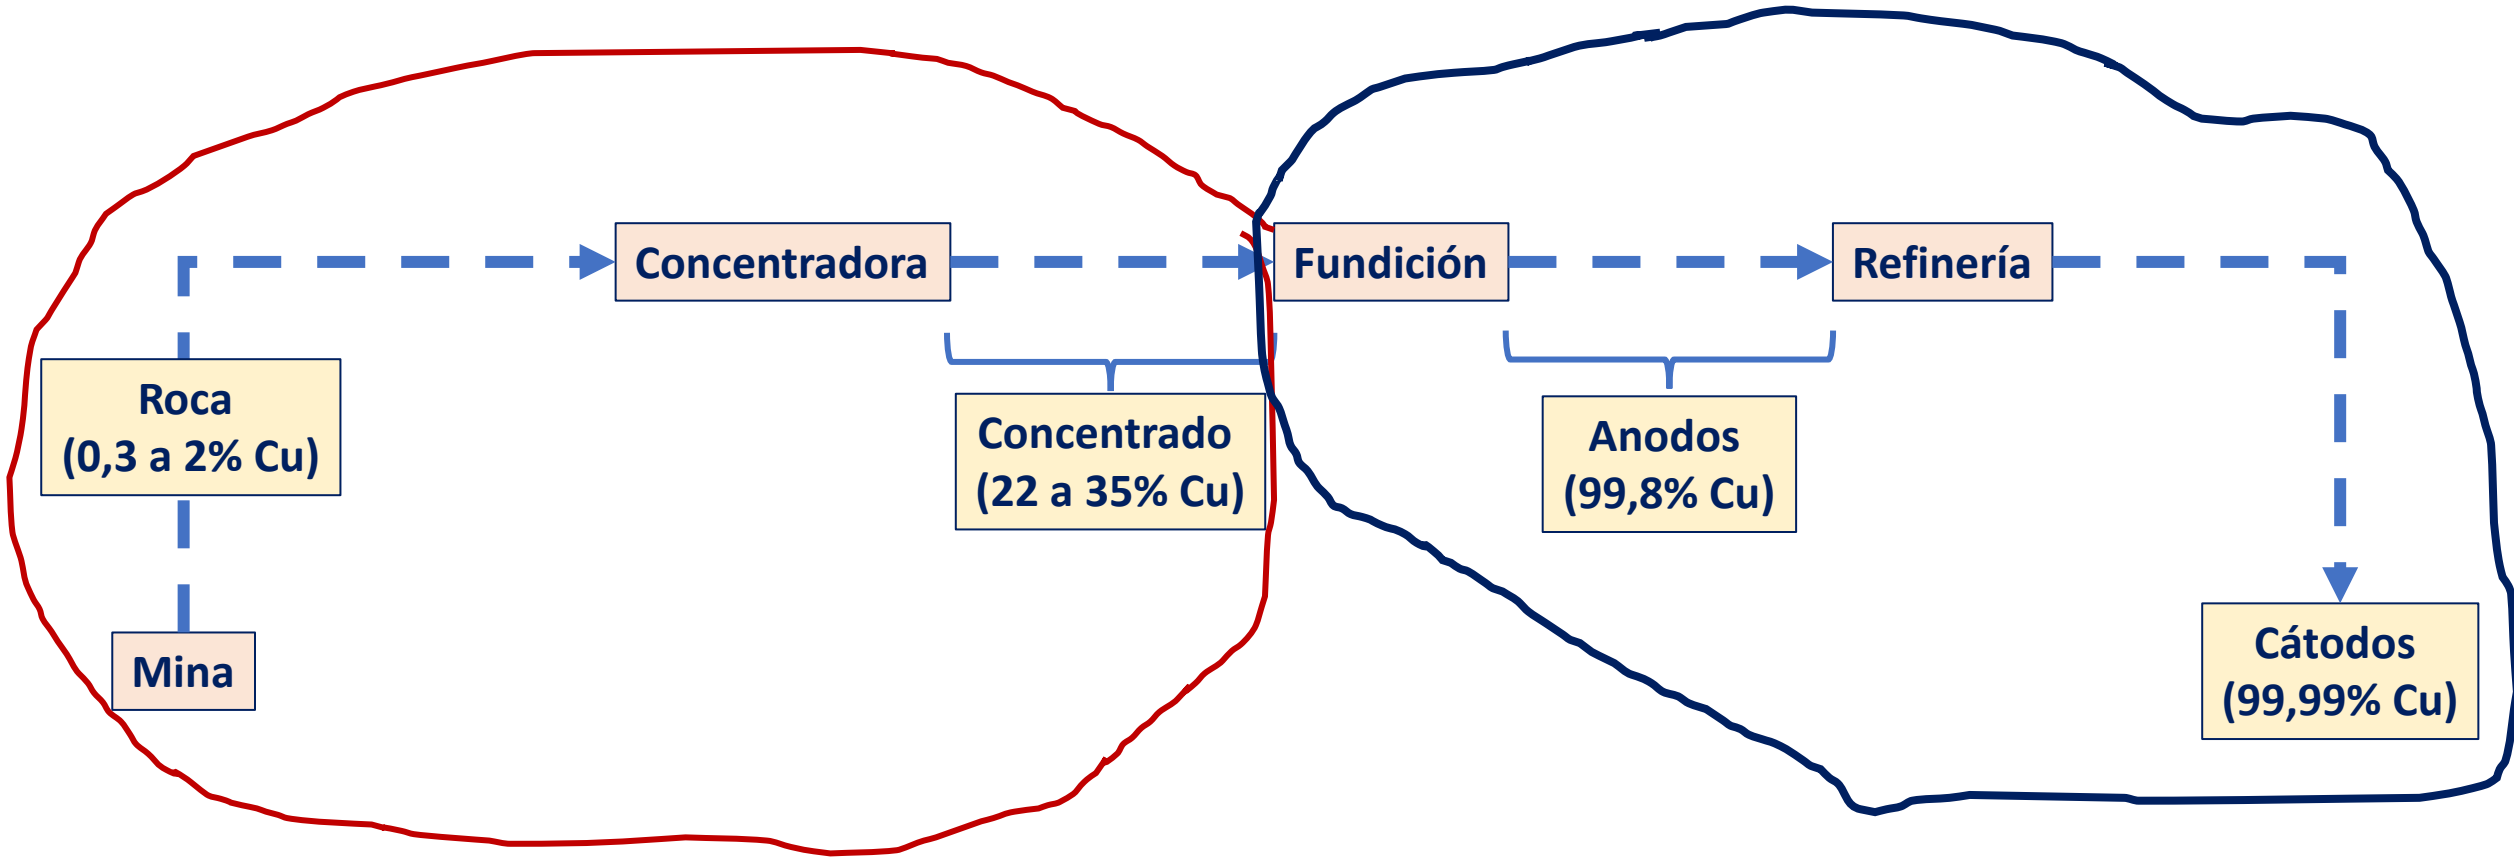 Concentradora
Fundición
Refinería
Roca
(0,3 a 2% Cu)
Concentrado
(22 a 35% Cu)
Anodos
(99,8% Cu)
Mina
Cátodos
(99,99% Cu)